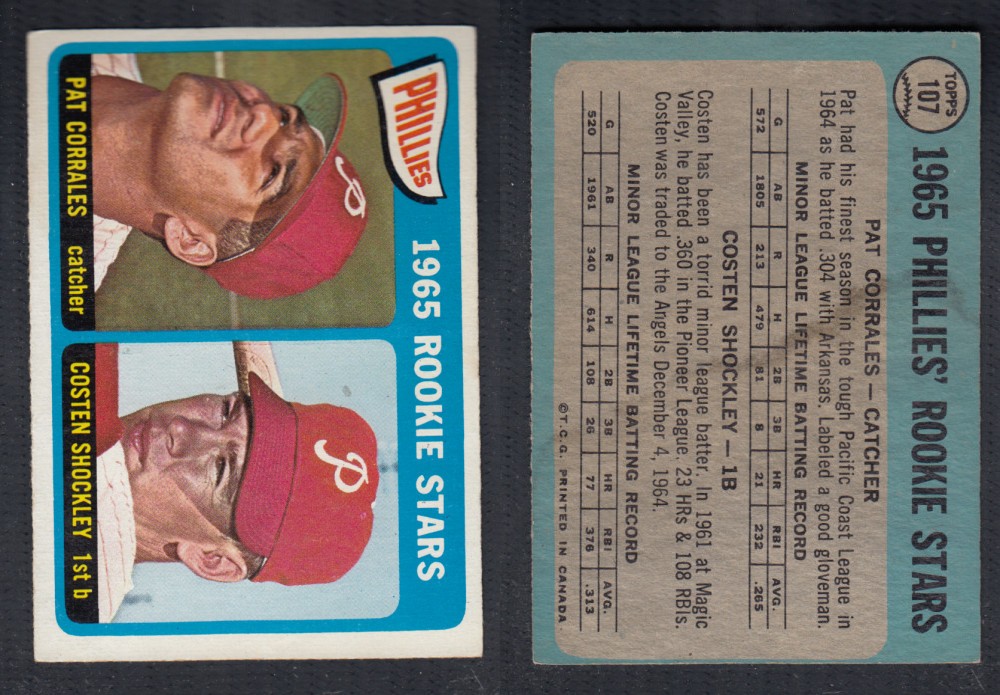 PHILLIES
1965 ROOKIE STARS
PAT CORRALES catcher
COSTEN SHOCKLEY 1st b
TOPPS
107
1965 PHILLIES' ROOKIE STARS
PAT CORRALES—CATCHER
Pat had his finest season in the tough Pacific Coast League in
1964 as he batted .304 with Arkansas. Labeled a good gloveman.
MINOR LEAGUE LIFETIME BATTING RECORD
G AB R H 2B 3B HR RBI AVG.
572 1805 213 479 81 8 21 232 .265
COSTEN SHOCKLEY—1B
Costen has been a torrid minor league batter. In 1961 at Magic
Valley, he batted .360 in the Pioneer League, 23 HRs & 108 RBIs.
Costen was traded to the Angels December 4, 1964.
MINOR LEAGUE LIFETIME BATTING RECORD
G AB R H 2B 3B HR RBI AVG.
520 1961 340 614 108 26 77 376 .313
©T.C.G. PRINTED IN CANADA